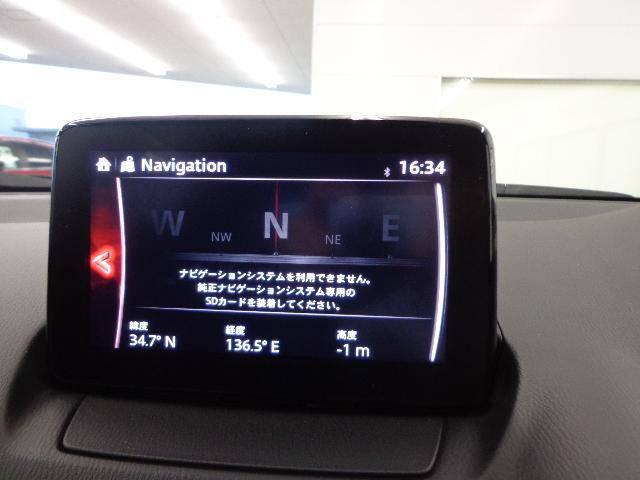 Navigation 16:34
W NW N NE E
ナビゲーションシステムを利用できません。
純正ナビゲーションシステム専用の
SDカードを装着してください。
緯度 経度 高度
34.7° N 136.5° E -1 m